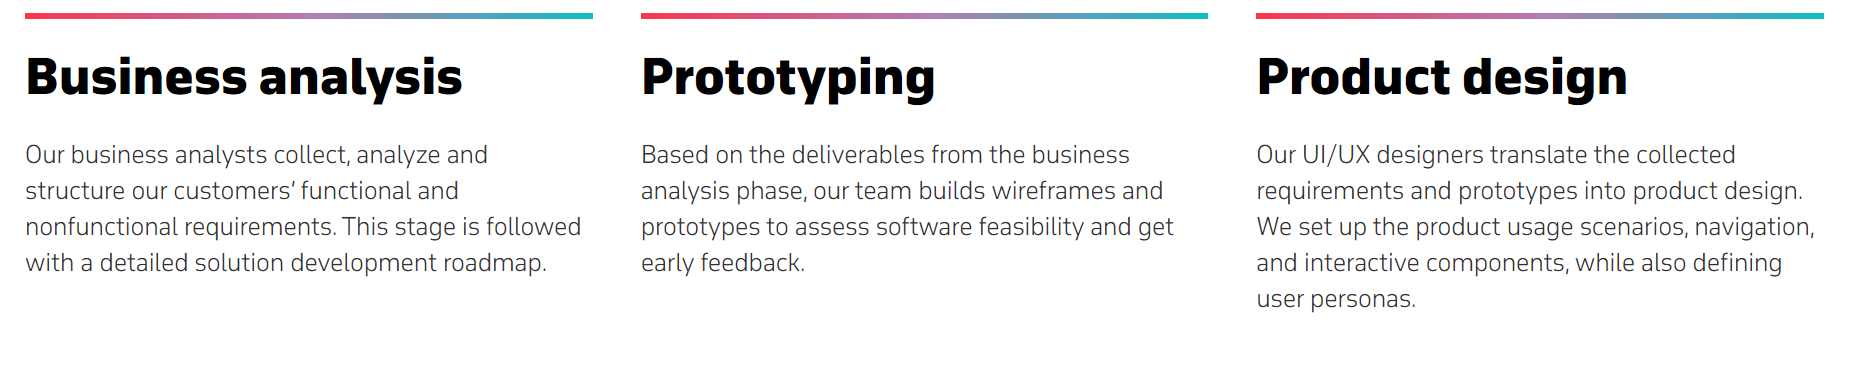 Business analysis
Our business analysts collect, analyze and
structure our customers’ functional and
nonfunctional requirements. This stage is followed
with a detailed solution development roadmap.
Prototyping
Based on the deliverables from the business
analysis phase, our team builds wireframes and
prototypes to assess software feasibility and get
early feedback.
Product design
Our UI/UX designers translate the collected
requirements and prototypes into product design.
We set up the product usage scenarios, navigation,
and interactive components, while also defining
user personas.